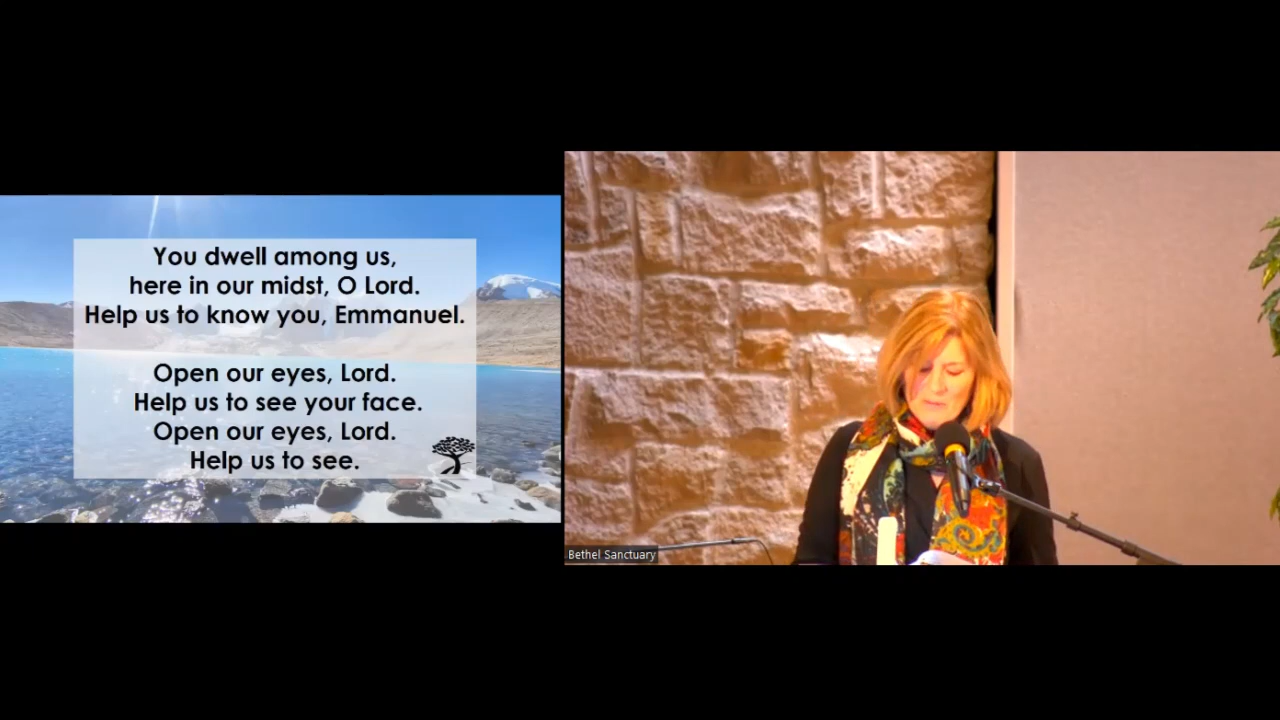 You dwell among us,
here in our midst, O Lord.
Help us to know you, Emmanuel.
Open our eyes, Lord.
Help us to see your face.
Open our eyes, Lord.
Help us to see.
Bethel Sanctuary